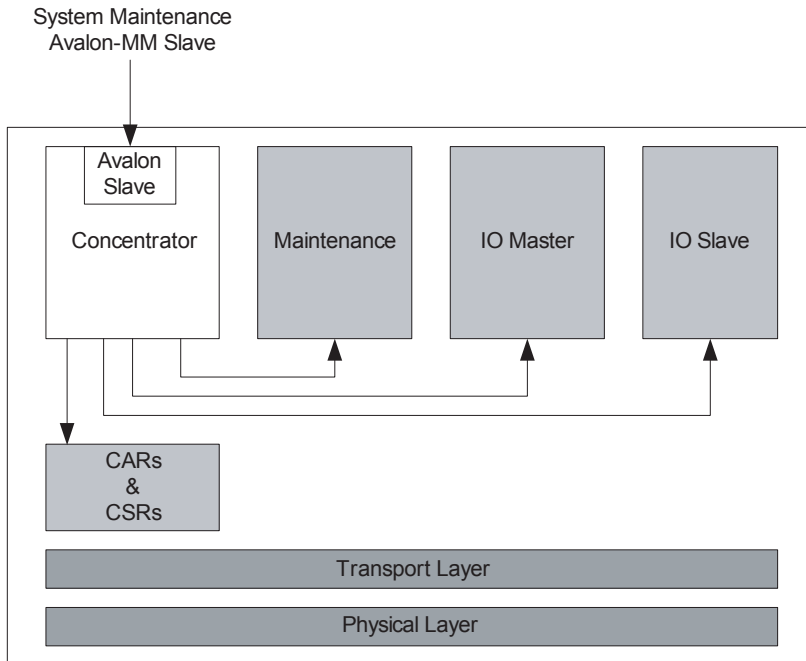 System Maintenance
Avalon-MM Slave
Avalon
Slave
Concentrator
Maintenance
IO Master
IO Slave
CARs
&
CSRs
Transport Layer
Physical Layer